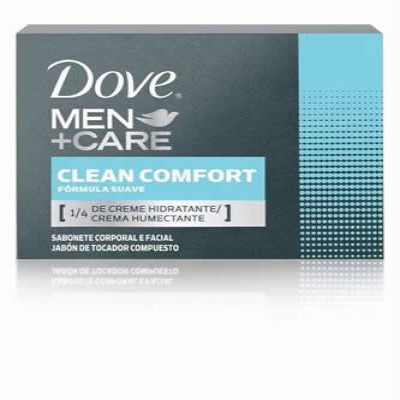 Dove®
MEN
+CARE
CLEAN COMFORT
FÓRMULA SUAVE
[ 1/4 DE CREME HIDRATANTE/
CREMA HUMECTANTE ]
SABONETE CORPORAL E FACIAL
JABÓN DE TOCADOR COMPUESTO